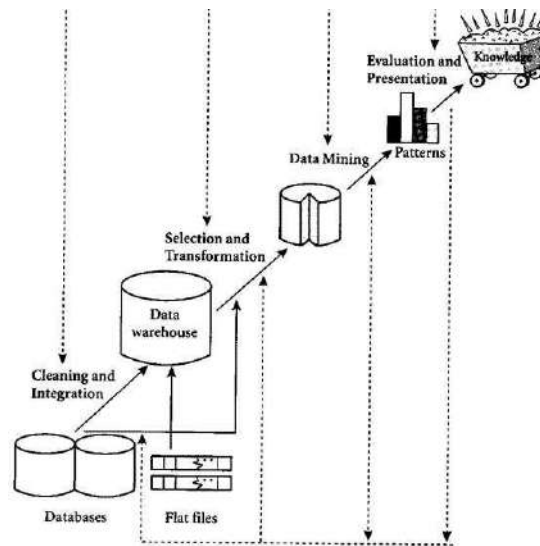 Evaluation and
Presentation
Knowledge
Data Mining
Patterns
Selection and
Transformation
Data
warehouse
Cleaning and
Integration
Databases
Flat files